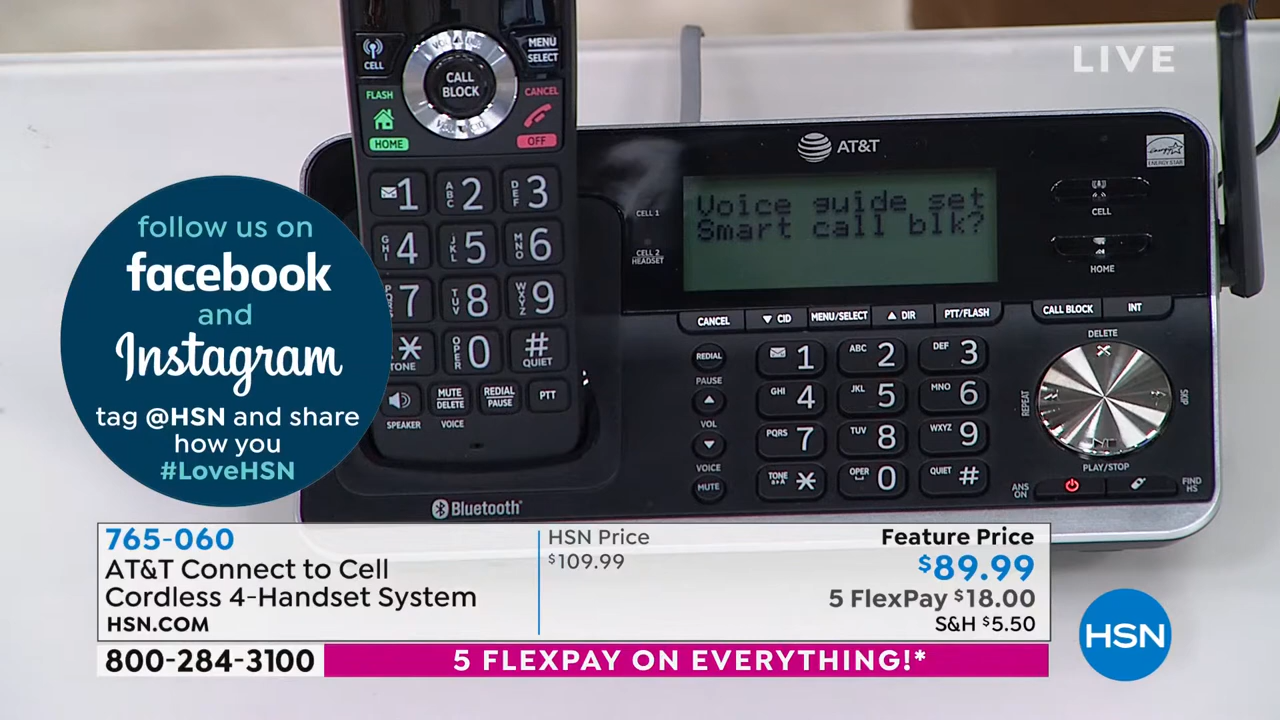 LIVE
VOL
CELL
MENU
SELECT
CALL
BLOCK
FLASH
CANCEL
HOME
OFF
1
ABC 2
DEF 3
GHI 4
JKL 5
MNO 6
7
TUV 8
WXYZ 9
*
TONE
OPER 0
#
QUIET
MUTE
DELETE
REDIAL
PAUSE
PTT
SPEAKER
VOICE
Bluetooth
AT&T
ENERGY STAR
CELL 1
CELL 2
HEADSET
Voice guide set
Smart call blk?
CELL
HOME
CANCEL
▼ CID
MENU/SELECT
▲ DIR
PTT/FLASH
CALL BLOCK
INT
REDIAL
PAUSE
VOL
VOICE
MUTE
1
ABC 2
DEF 3
GHI 4
JKL 5
MNO 6
PQRS 7
TUV 8
WXYZ 9
TONE *
OPER 0
QUIET #
DELETE
REPEAT
SKIP
PLAY/STOP
ANS
ON
FIND
HS
follow us on
facebook
and
Instagram
tag @HSN and share
how you
#LoveHSN
765-060
AT&T Connect to Cell
Cordless 4-Handset System
HSN.COM
HSN Price
$109.99
Feature Price
$89.99
5 FlexPay $18.00
S&H $5.50
800-284-3100
5 FLEXPAY ON EVERYTHING!*
HSN